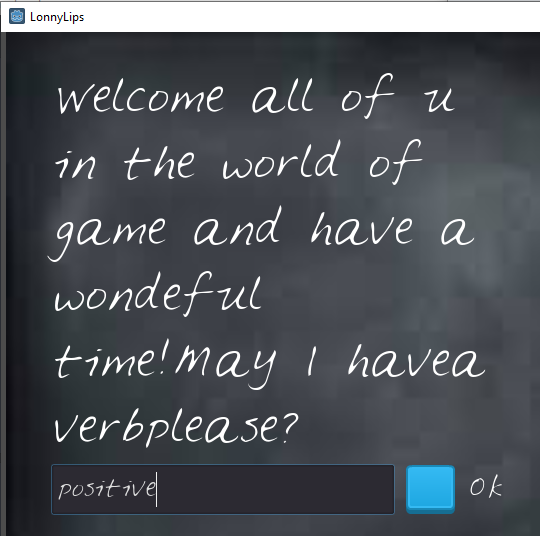 LonnyLips
Welcome all of u
in the world of
game and have a
wondeful
time!May I havea
verbplease?
positive
Ok